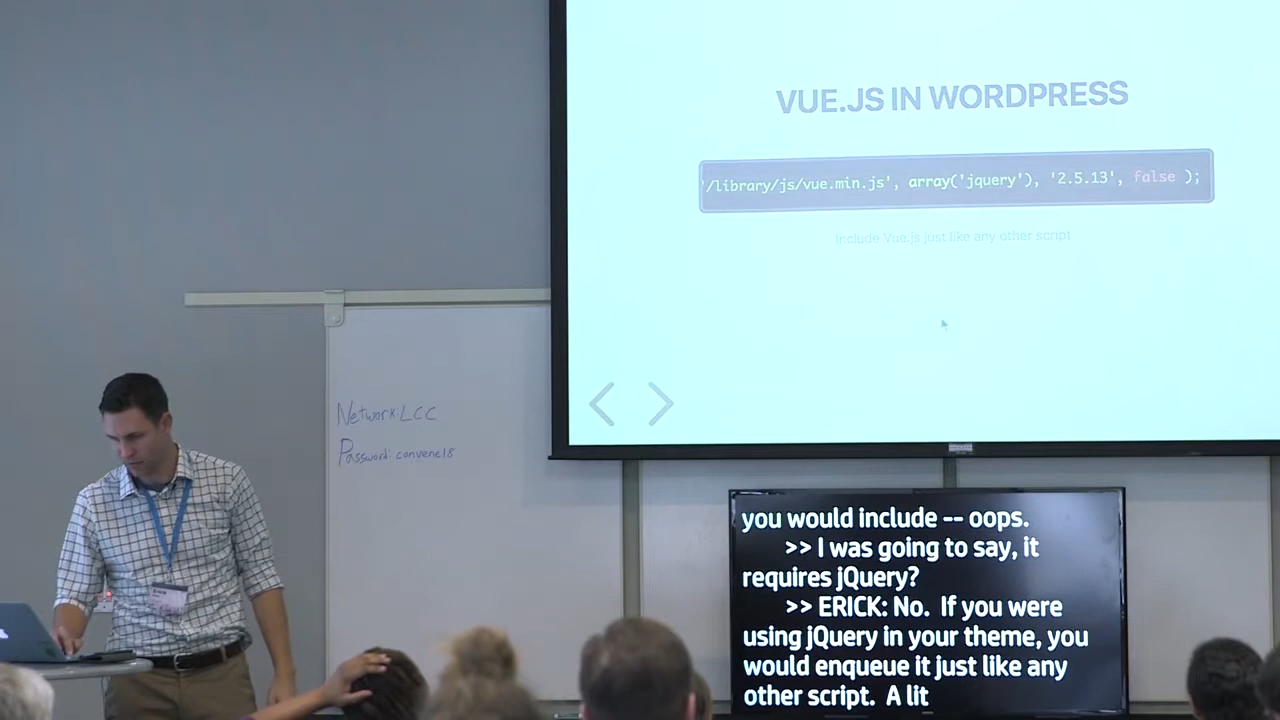 VUE.JS IN WORDPRESS
'/library/js/vue.min.js', array('jquery'), '2.5.13', false );
Include Vue.js just like any other script
Network: LCC
Password: convene18
you would include -- oops.
>> I was going to say, it
requires jQuery?
>> ERICK: No. If you were
using jQuery in your theme, you
would enqueue it just like any
other script. A lit